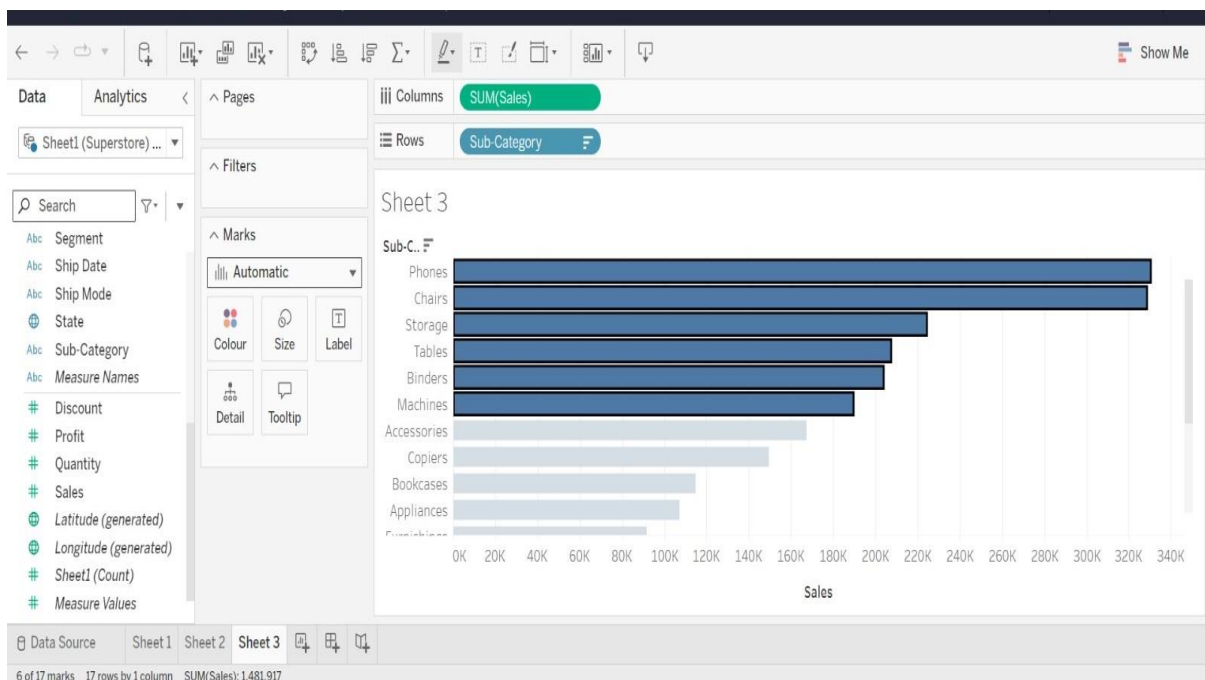 Show Me
Data
Analytics
Pages
Columns
SUM(Sales)
Sheet1 (Superstore) ...
Rows
Sub-Category
Filters
Search
Sheet 3
Marks
Automatic
Colour
Size
Label
Detail
Tooltip
Abc Segment
Abc Ship Date
Abc Ship Mode
State
Abc Sub-Category
Abc Measure Names
# Discount
# Profit
# Quantity
# Sales
Latitude (generated)
Longitude (generated)
# Sheet1 (Count)
# Measure Values
Sub-C..
Phones
Chairs
Storage
Tables
Binders
Machines
Accessories
Copiers
Bookcases
Appliances
Furnishings
0K 20K 40K 60K 80K 100K 120K 140K 160K 180K 200K 220K 240K 260K 280K 300K 320K 340K
Sales
Data Source
Sheet 1
Sheet 2
Sheet 3
6 of 17 marks 17 rows by 1 column SUM(Sales): 1,481,917